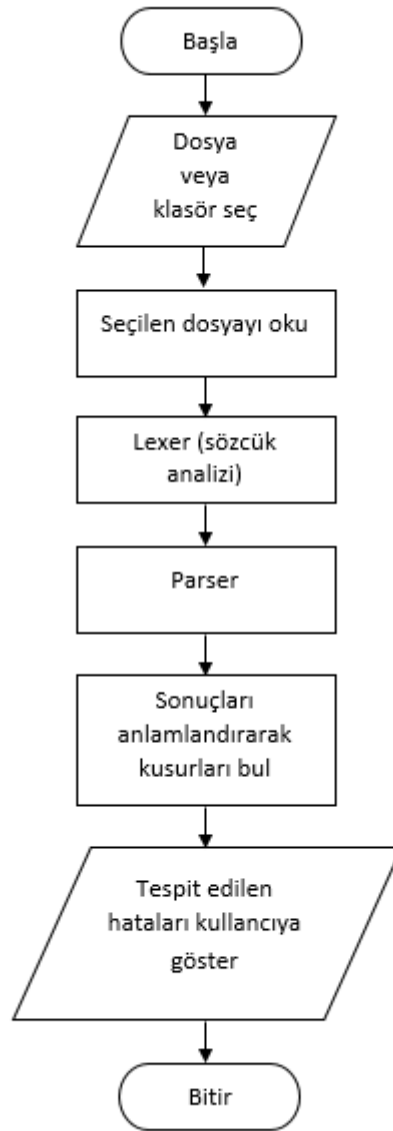 Başla
Dosya
veya
klasör seç
Seçilen dosyayı oku
Lexer (sözcük
analizi)
Parser
Sonuçları
anlamlandırarak
kusurları bul
Tespit edilen
hataları kullancıya
göster
Bitir